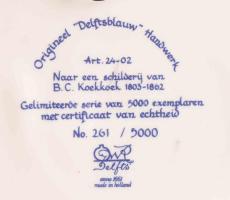 Origineel "Delftsblauw" Handwerk
Art. 24-02
Naar een schilderij van
B.C. Koekkoek 1803-1862
Gelimiteerde serie van 5000 exemplaren
met certificaat van echtheid
No. 261 / 5000
Delfts
made in holland